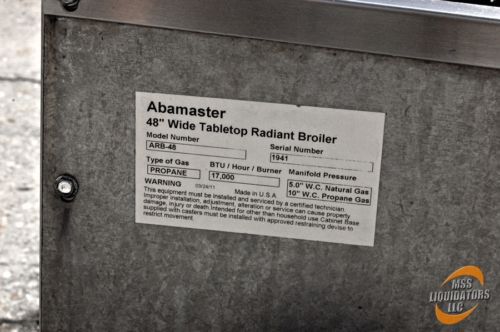 Abamaster
48" Wide Tabletop Radiant Broiler
Model Number
Serial Number
ARB-48
1941
Type of Gas
BTU / Hour / Burner
Manifold Pressure
PROPANE
17,000
5.0" W.C. Natural Gas
10" W.C. Propane Gas
WARNING
03/24/11
Made in U.S.A
This equipment must be installed and serviced by a certified technician.
Improper installation, adjustment, alteration or service can cause property
damage, injury or death.Intended for other than household use Cabinet Base
supplied with casters must be installed with approved restraining devise to
restrict movement.
MSS
LIQUIDATORS
LLC